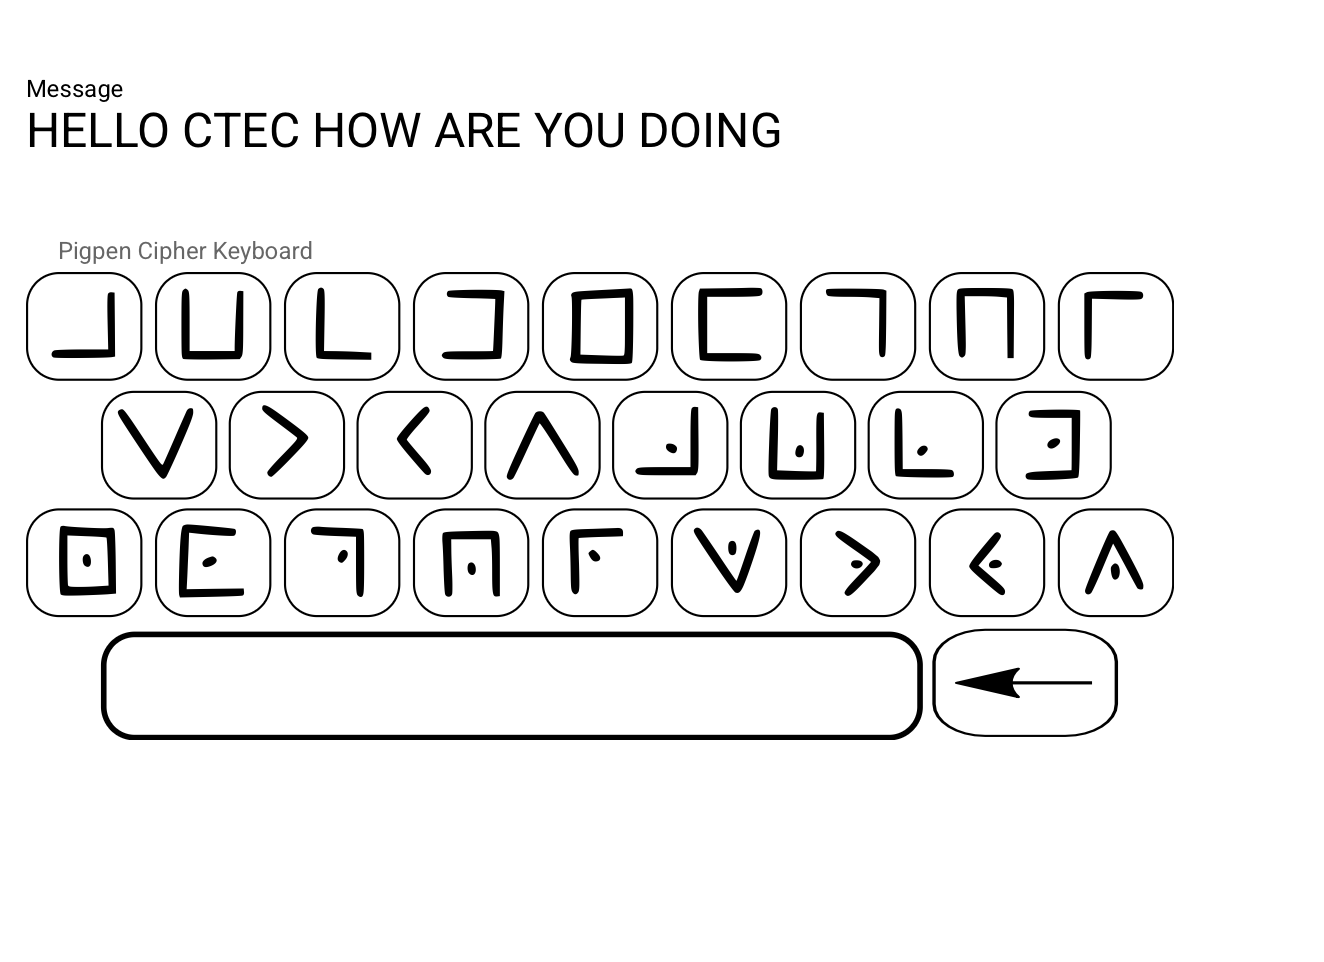 Message
HELLO CTEC HOW ARE YOU DOING
Pigpen Cipher Keyboard